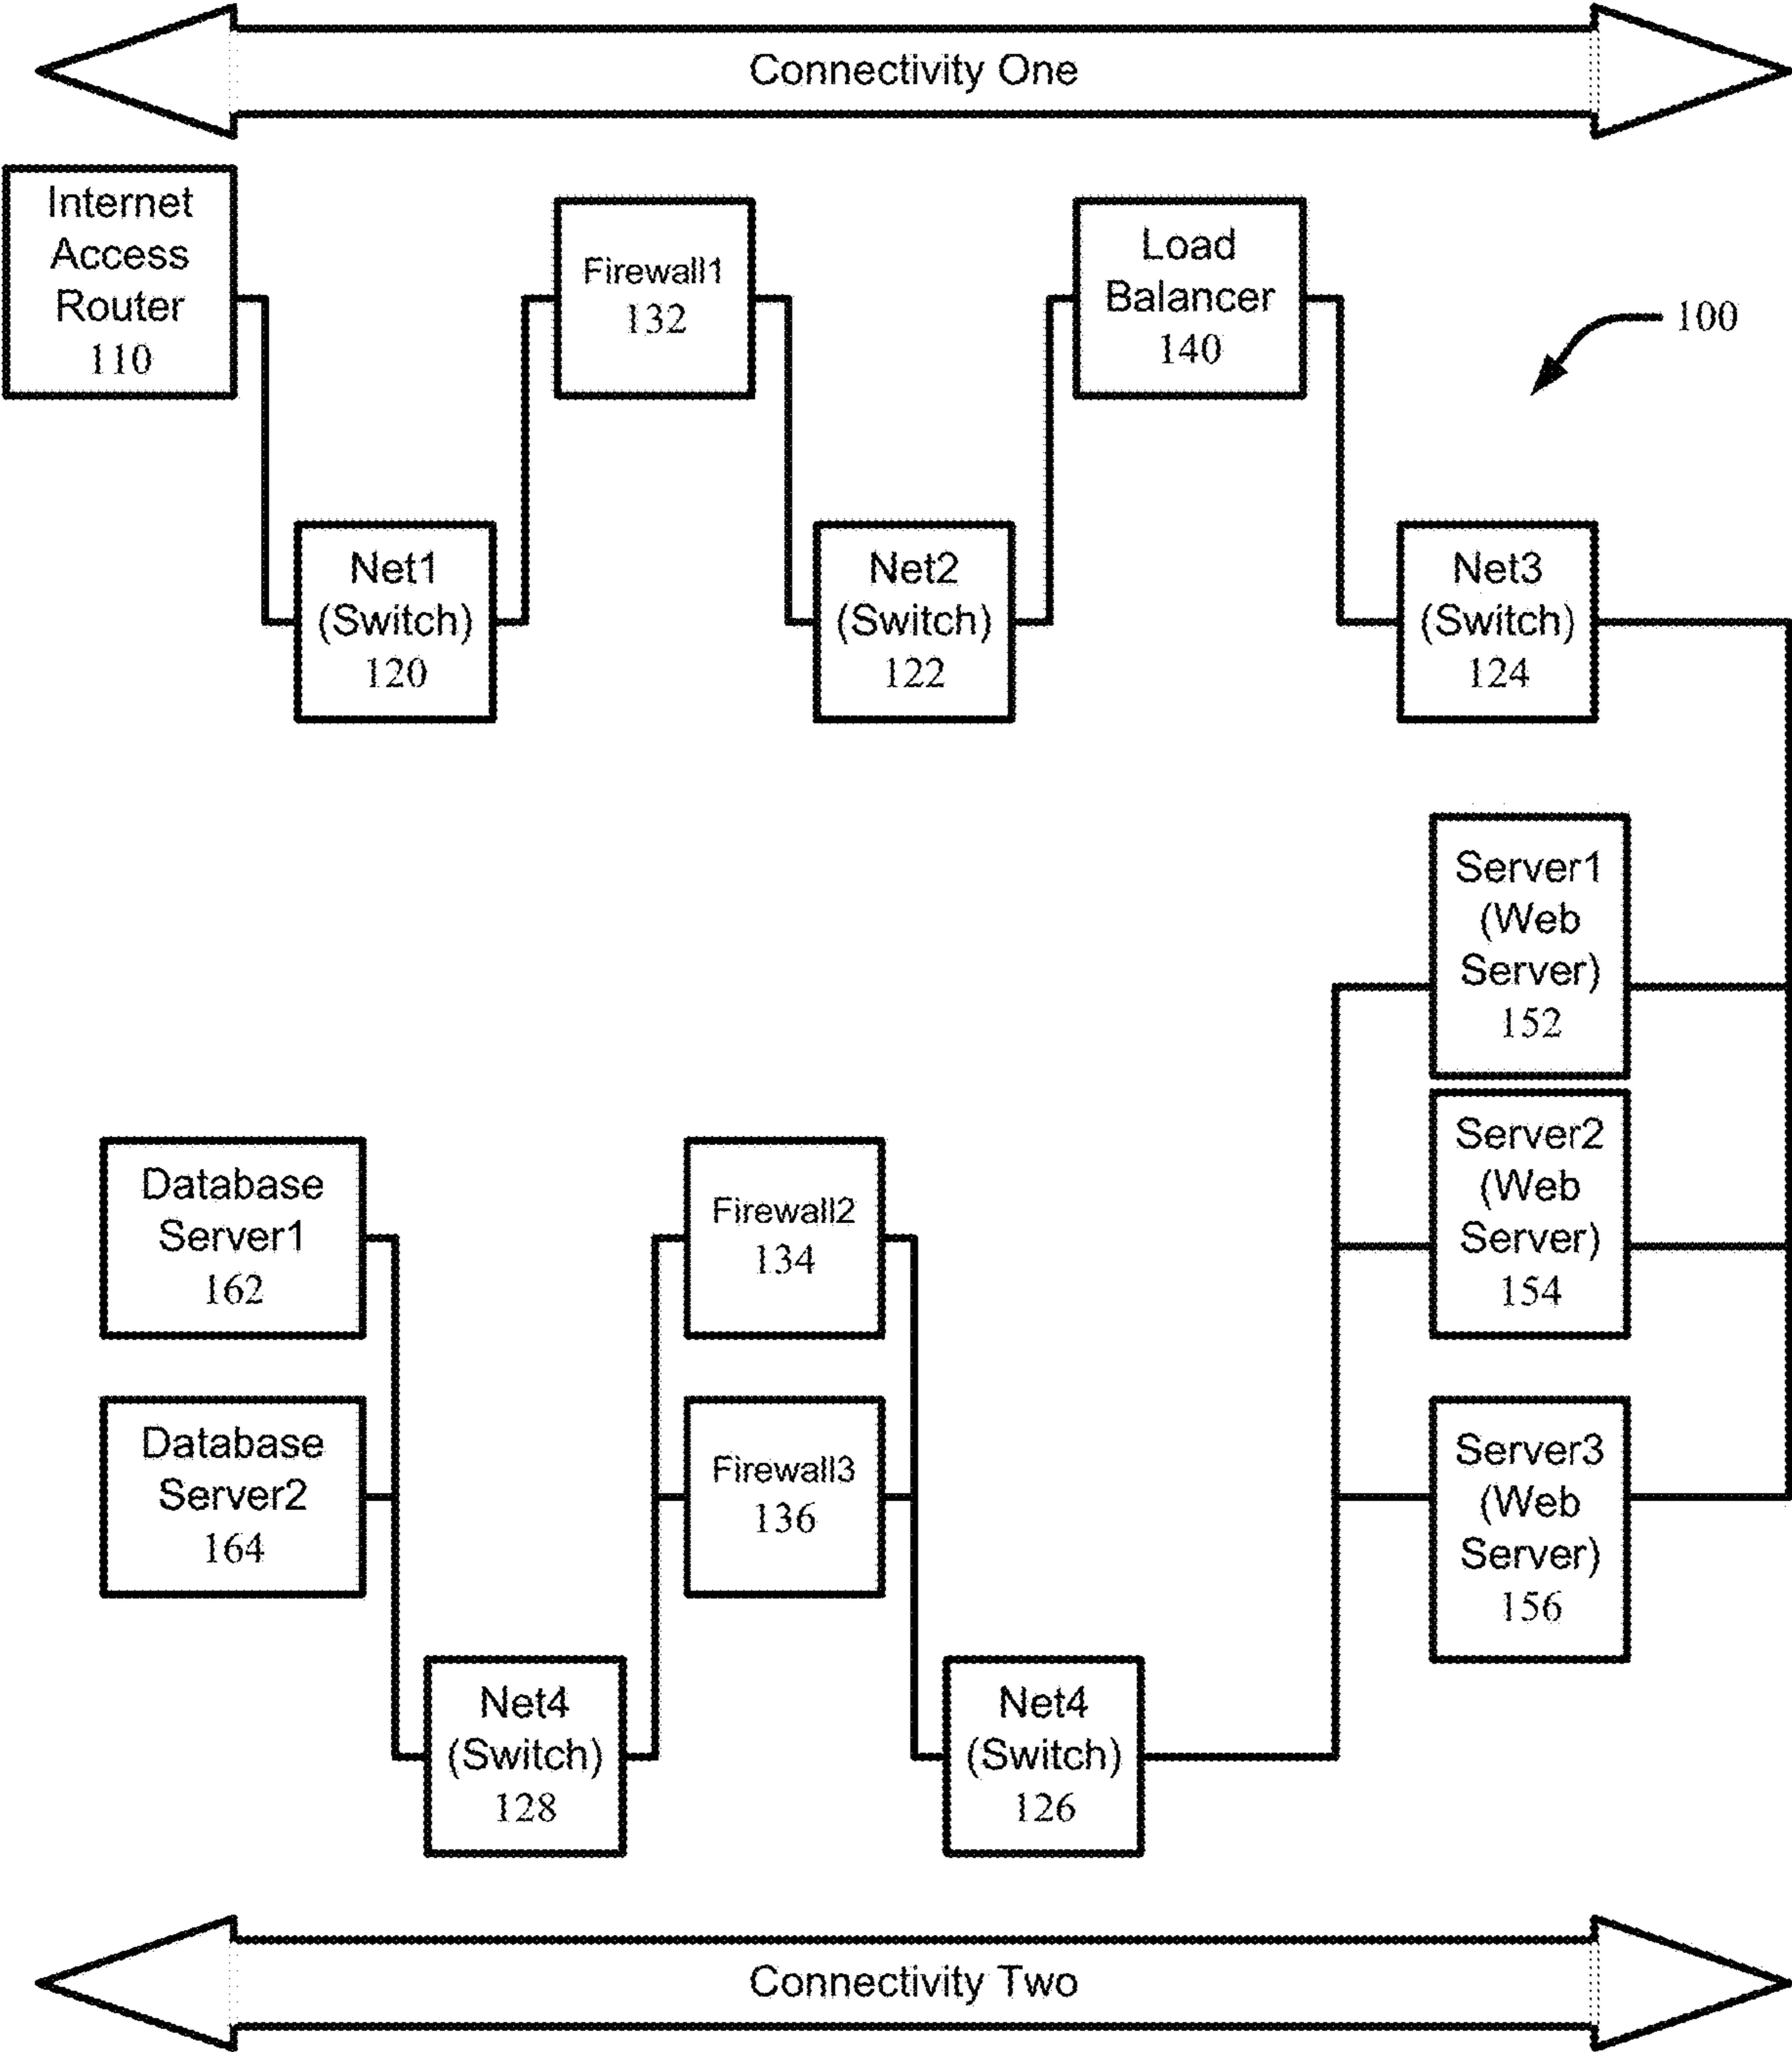 Connectivity One
Internet
Access
Router
110
Firewall1
132
Load
Balancer
140
100
Net1
(Switch)
120
Net2
(Switch)
122
Net3
(Switch)
124
Server1
(Web
Server)
152
Server2
(Web
Server)
154
Server3
(Web
Server)
156
Database
Server1
162
Database
Server2
164
Firewall2
134
Firewall3
136
Net4
(Switch)
128
Net4
(Switch)
126
Connectivity Two